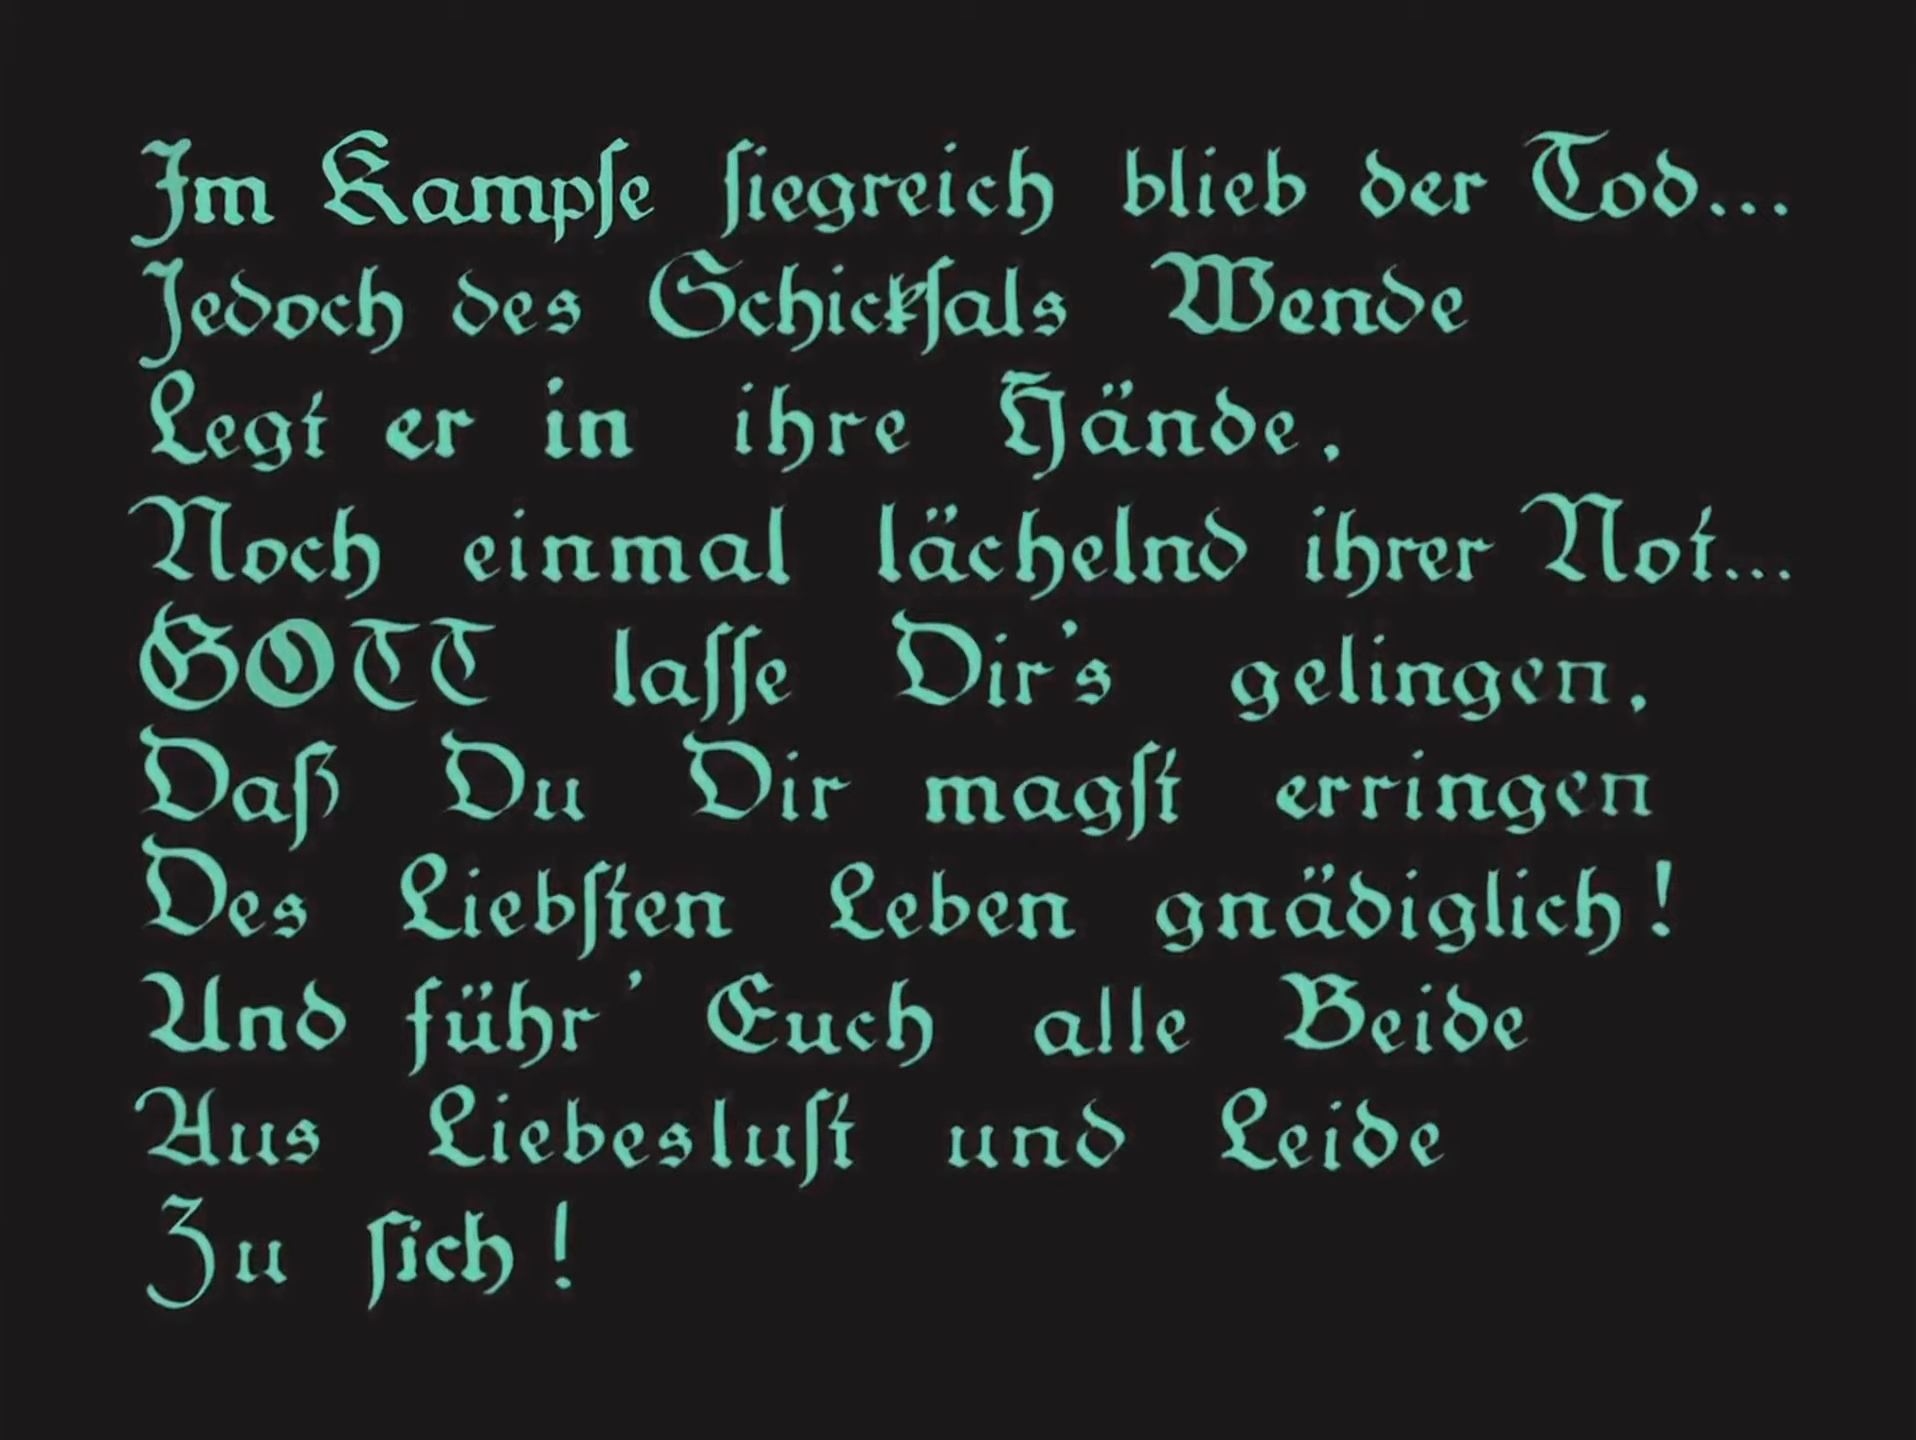 Im Kampfe ſiegreich blieb der Tod...
Jedoch des Schickſals Wende
Legt er in ihre Hände.
Noch einmal lächelnd ihrer Not...
GOTT laſſe Dir's gelingen,
Daß Du Dir magſt erringen
Des Liebſten Leben gnädiglich!
Und führ' Euch alle Beide
Aus Liebesluſt und Leide
Zu ſich!